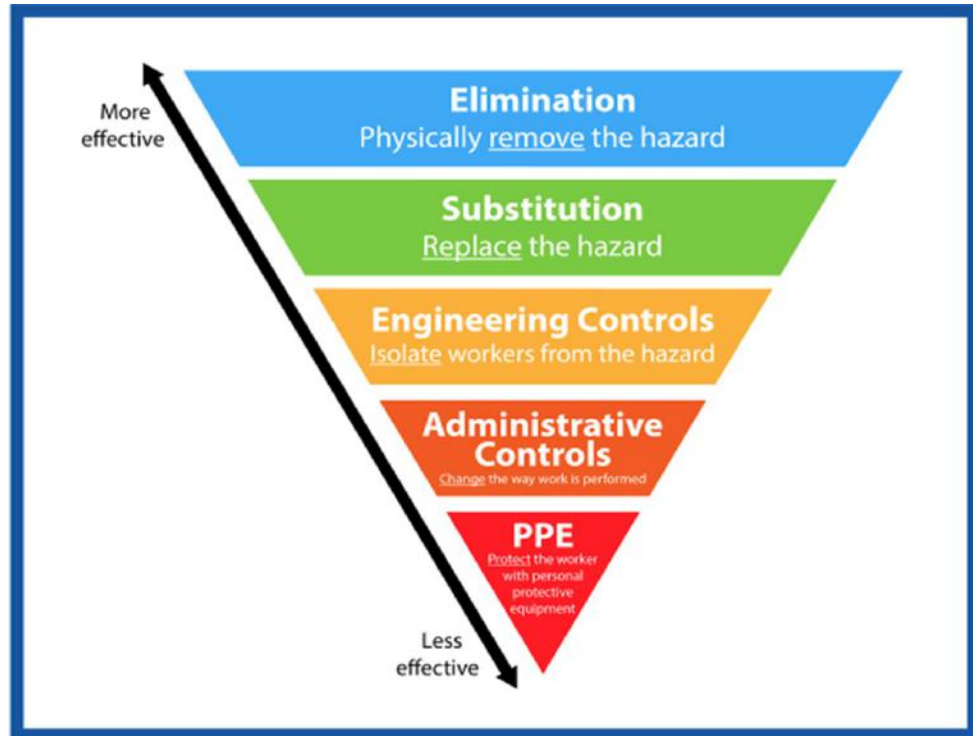 More
effective
Elimination
Physically remove the hazard
Substitution
Replace the hazard
Engineering Controls
Isolate workers from the hazard
Administrative
Controls
Change the way work is performed
PPE
Protect the worker
with personal
protective
equipment
Less
effective